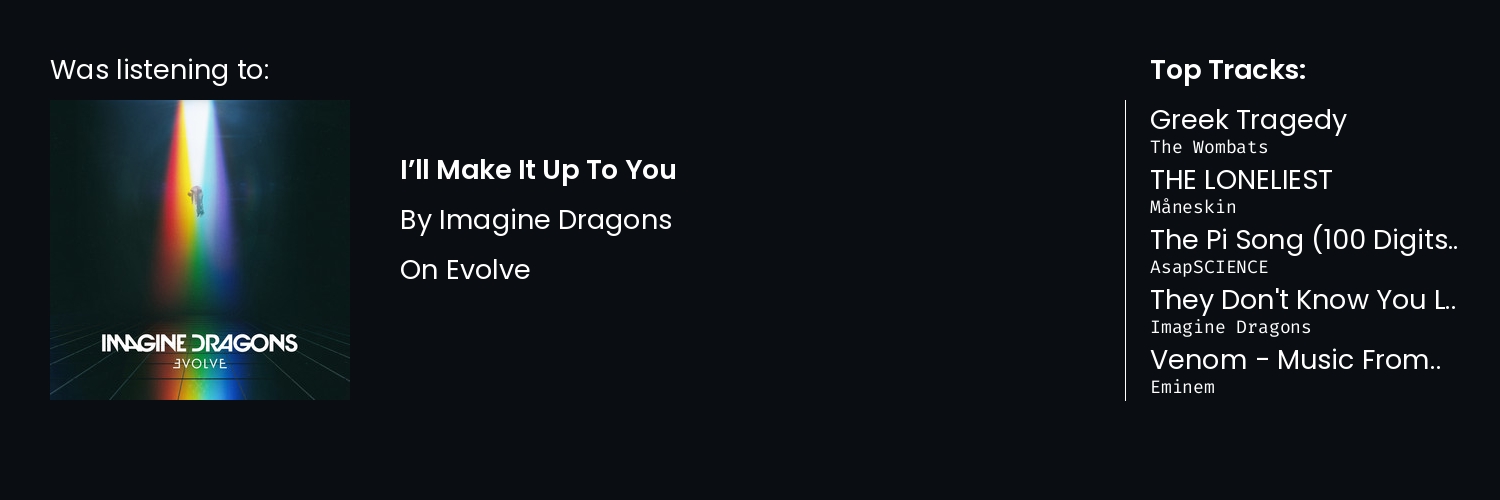 Was listening to:
IMAGINE DRAGONS
EVOLVE
I’ll Make It Up To You
By Imagine Dragons
On Evolve
Top Tracks:
Greek Tragedy
The Wombats
THE LONELIEST
Måneskin
The Pi Song (100 Digits..
AsapSCIENCE
They Don't Know You L..
Imagine Dragons
Venom - Music From..
Eminem